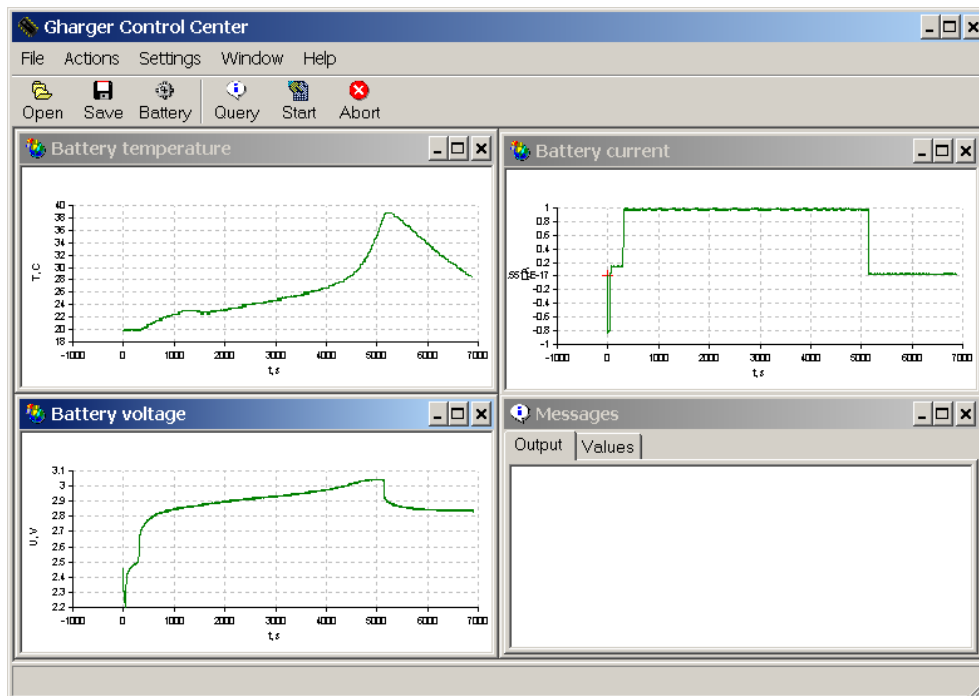 Gharger Control Center
File Actions Settings Window Help
Open Save Battery Query Start Abort
Battery temperature
40
38
36
34
32
30
28
26
24
22
20
18
T, C
-1000 0 1000 2000 3000 4000 5000 6000 7000
t, s
Battery current
1
0.8
0.6
0.4
0.2
-0.2
-0.4
-0.6
-0.8
-1
-1000 0 1000 2000 3000 4000 5000 6000 7000
t, s
Battery voltage
3.1
3
2.9
2.8
2.7
2.6
2.5
2.4
2.3
2.2
U, V
-1000 0 1000 2000 3000 4000 5000 6000 7000
t, s
Messages
Output Values